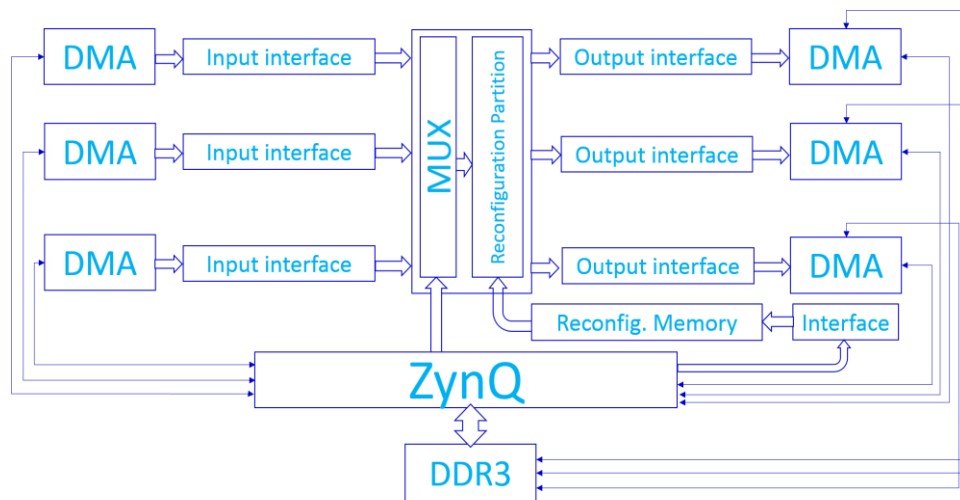 DMA
Input interface
Output interface
DMA
DMA
Input interface
MUX
Reconfiguration Partition
Output interface
DMA
DMA
Input interface
Output interface
DMA
Reconfig. Memory
Interface
ZynQ
DDR3